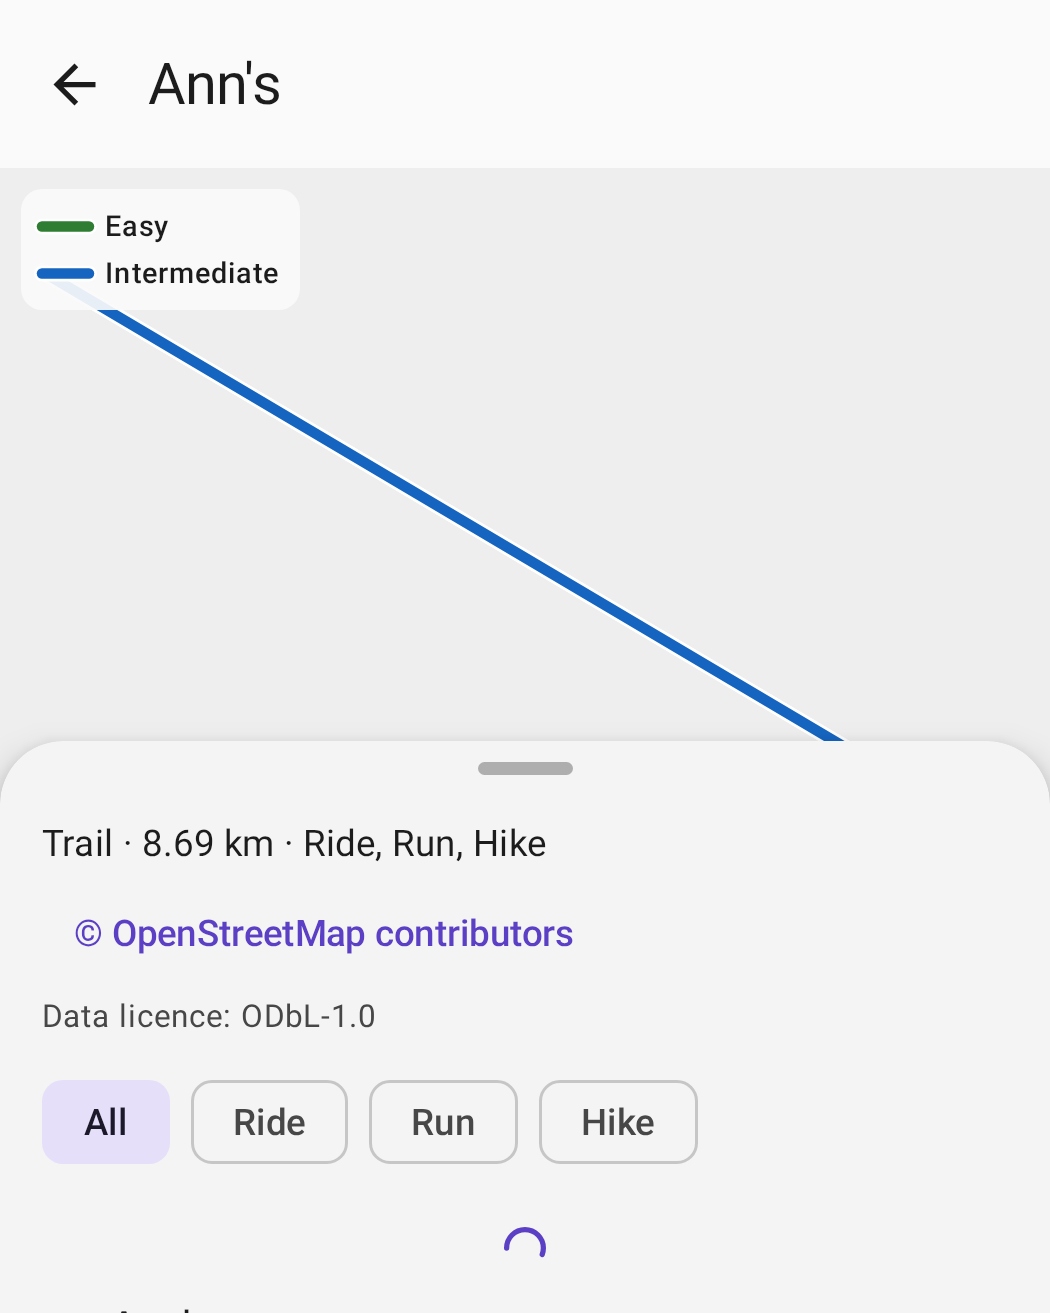 Ann's
Easy
Intermediate
Trail · 8.69 km · Ride, Run, Hike
© OpenStreetMap contributors
Data licence: ODbL-1.0
All
Ride
Run
Hike